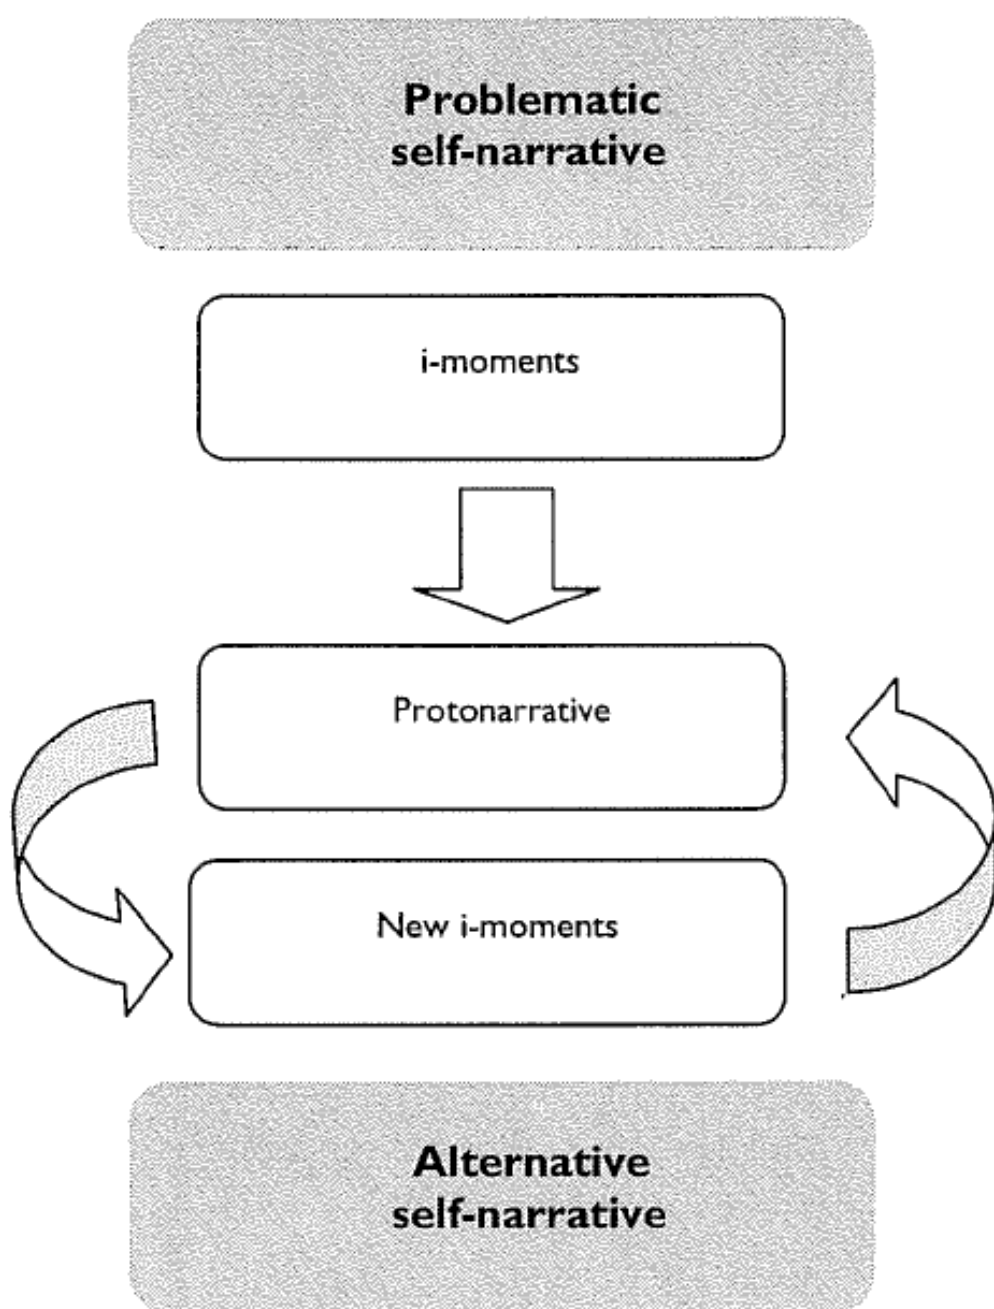 Problematic
self-narrative
i-moments
Protonarrative
New i-moments
Alternative
self-narrative